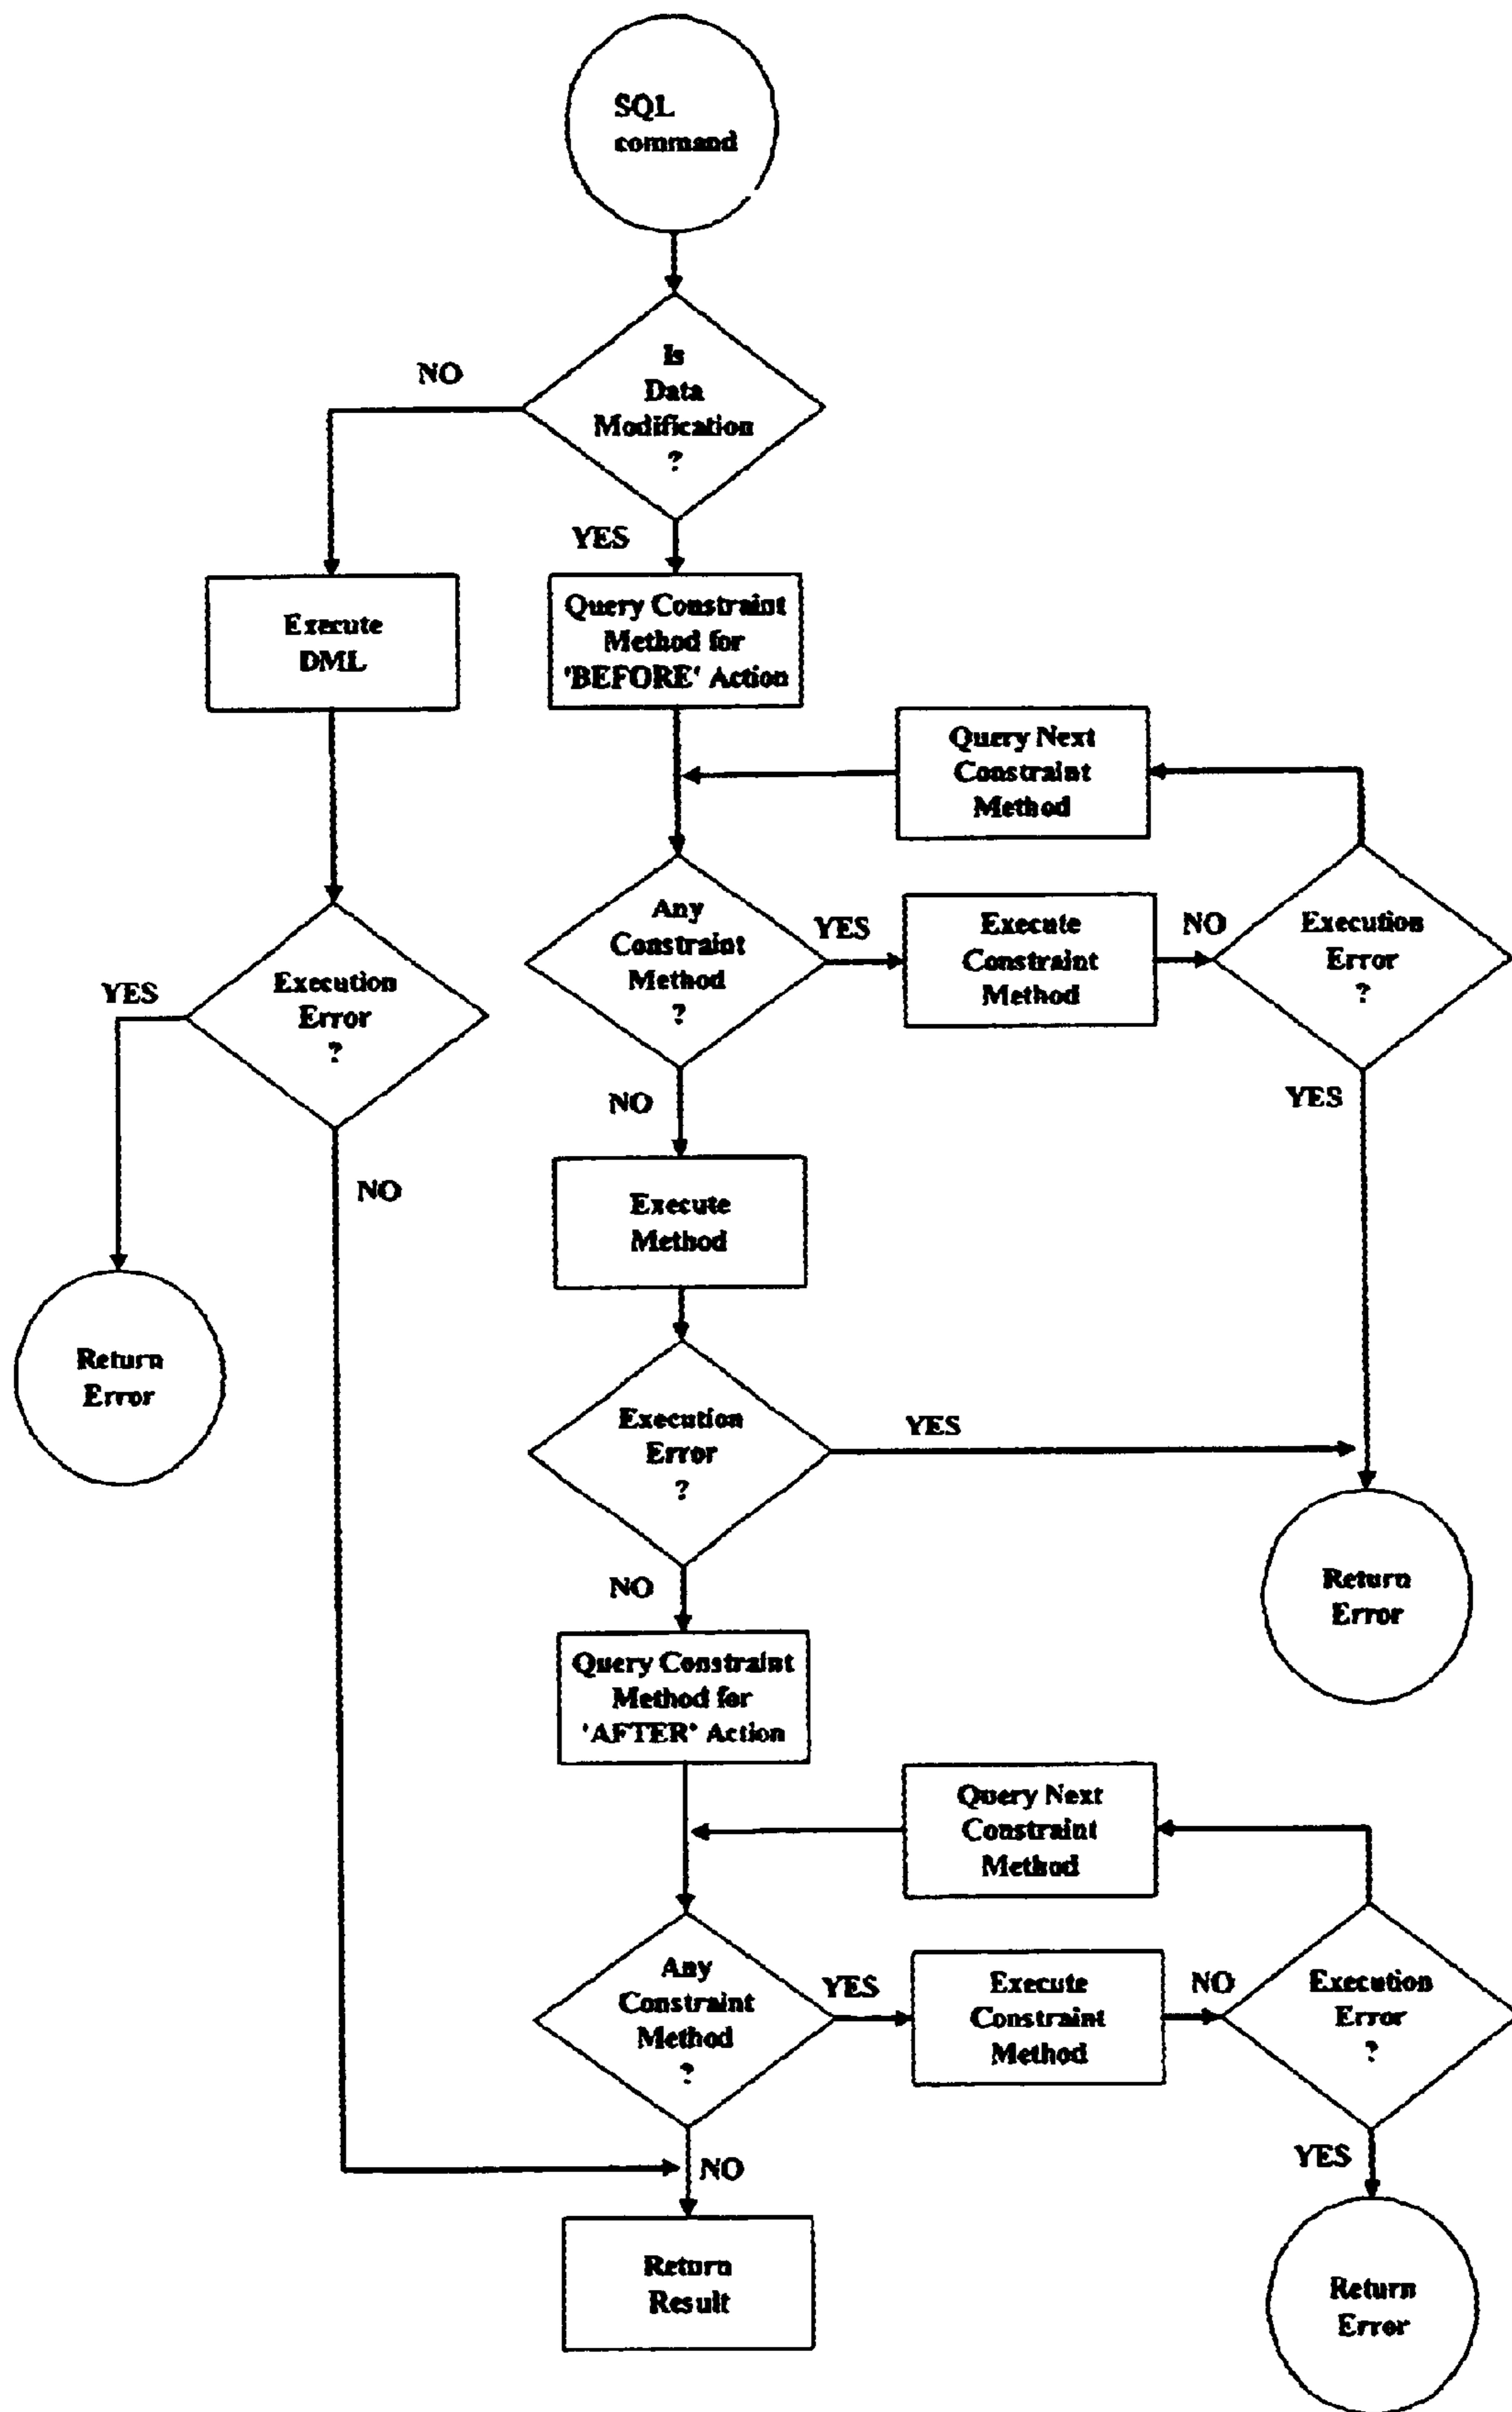 SQL
command
Is
Data
Modification
?
NO
YES
Execute
DML
Query Constraint
Method for
'BEFORE' Action
Query Next
Constraint
Method
Any
Constraint
Method
?
YES
Execute
Constraint
Method
NO
Execution
Error
?
YES
Execution
Error
?
YES
NO
NO
Execute
Method
Return
Error
Execution
Error
?
YES
NO
Return
Error
Query Constraint
Method for
'AFTER' Action
Query Next
Constraint
Method
Any
Constraint
Method
?
YES
Execute
Constraint
Method
NO
Execution
Error
?
YES
NO
Return
Result
Return
Error